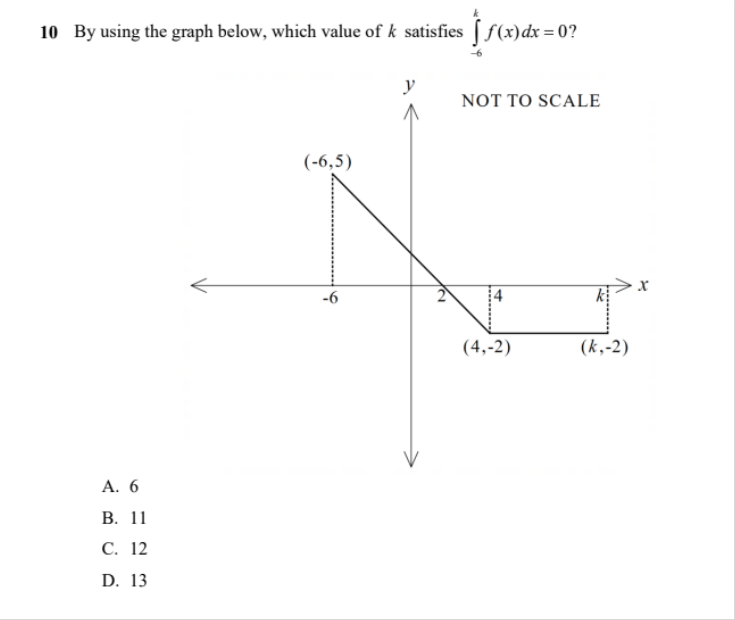 10 By using the graph below, which value of k satisfies ∫_{-6}^{k} f(x)dx = 0?
y
NOT TO SCALE
(-6,5)
x
-6
2
4
k
(4,-2)
(k,-2)
A. 6
B. 11
C. 12
D. 13